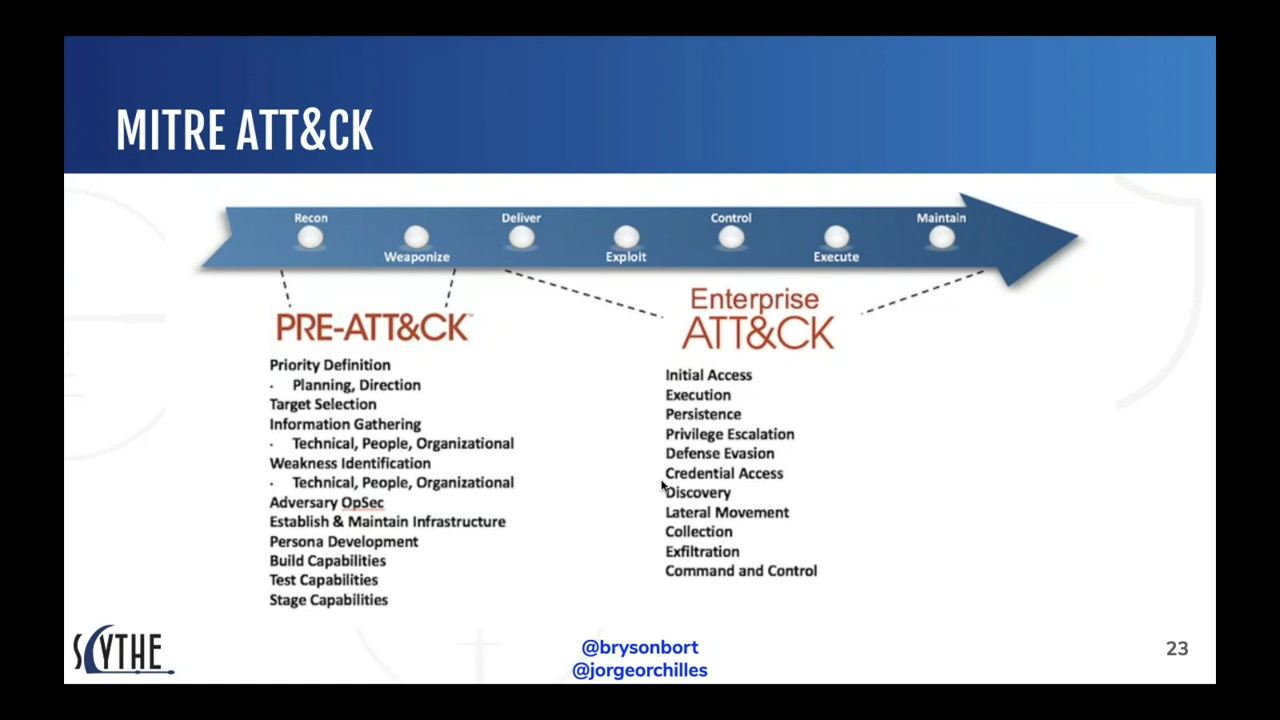 MITRE ATT&CK
Recon
Weaponize
Deliver
Exploit
Control
Execute
Maintain
PRE-ATT&CK™
Priority Definition
· Planning, Direction
Target Selection
Information Gathering
· Technical, People, Organizational
Weakness Identification
· Technical, People, Organizational
Adversary OpSec
Establish & Maintain Infrastructure
Persona Development
Build Capabilities
Test Capabilities
Stage Capabilities
Enterprise
ATT&CK
Initial Access
Execution
Persistence
Privilege Escalation
Defense Evasion
Credential Access
Discovery
Lateral Movement
Collection
Exfiltration
Command and Control
SCYTHE
@brysonbort
@jorgeorchilles
23